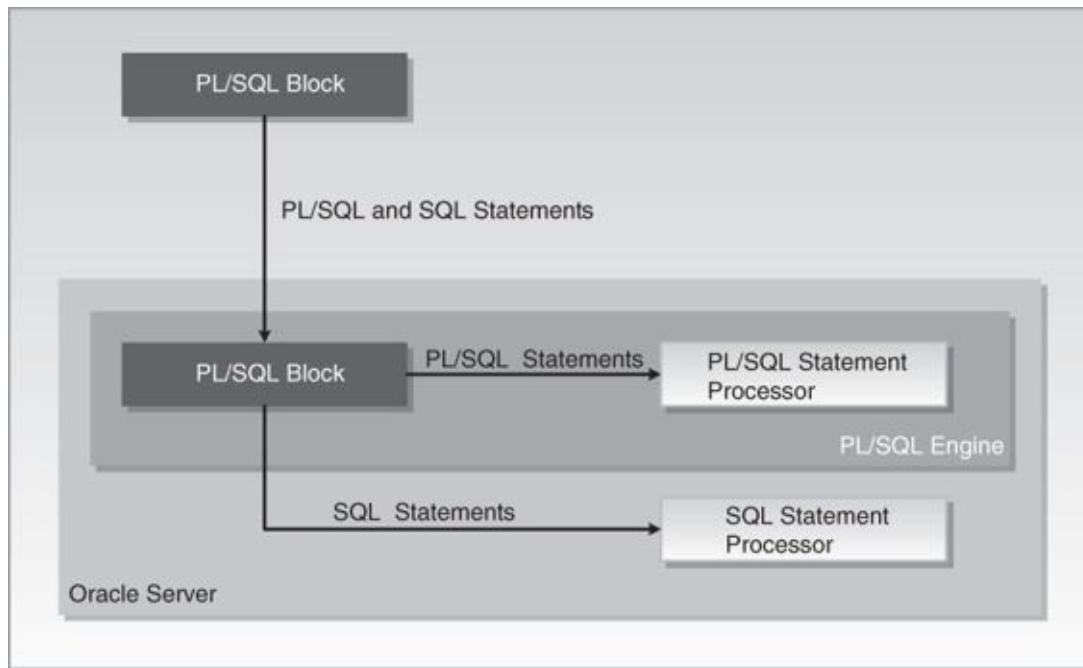 PL/SQL Block
PL/SQL and SQL Statements
PL/SQL Block
PL/SQL Statements
PL/SQL Statement
Processor
PL/SQL Engine
SQL Statements
SQL Statement
Processor
Oracle Server